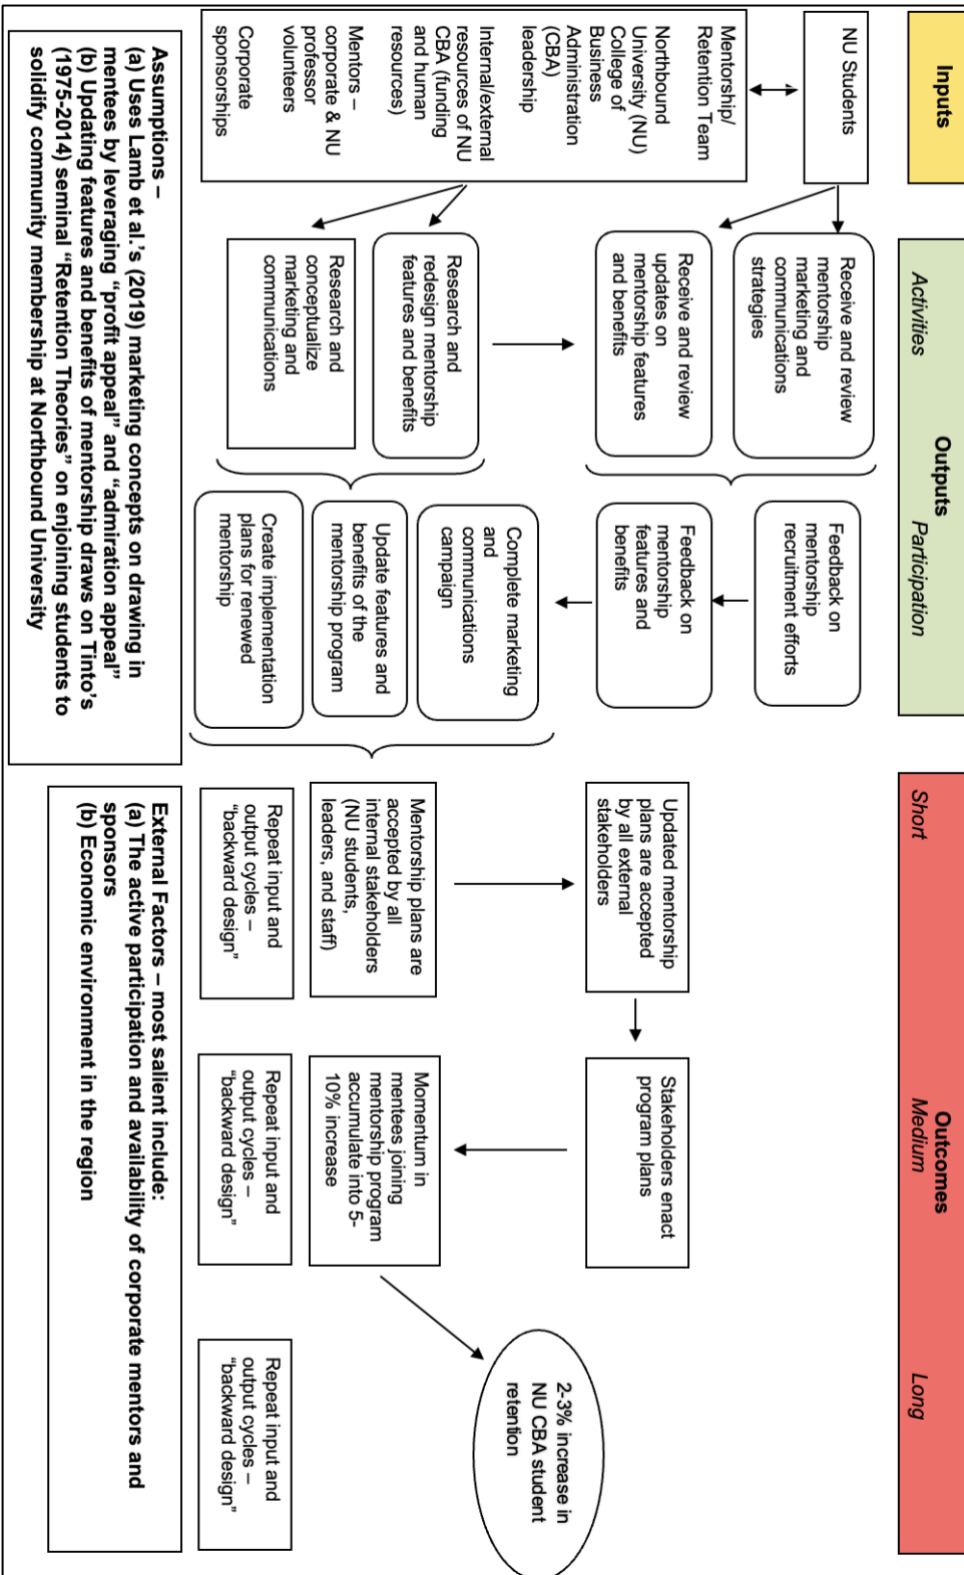 Inputs
Outputs
Activities
Participation
Outcomes
Short
Medium
Long
NU Students
Mentorship/
Retention Team
Northbound
University (NU)
College of
Business
Administration
(CBA)
leadership
Internal/external
resources of NU
CBA (funding
and human
resources)
Mentors –
corporate & NU
professor
volunteers
Corporate
sponsorships
Receive and review
mentorship
marketing and
communications
strategies
Receive and review
updates on
mentorship features
and benefits
Research and
redesign mentorship
features and benefits
Research and
conceptualize
marketing and
communications
Feedback on
mentorship
recruitment efforts
Feedback on
mentorship
features and
benefits
Complete marketing
and
communications
campaign
Update features and
benefits of the
mentorship program
Create implementation
plans for renewed
mentorship
Updated mentorship
plans are accepted
by all external
stakeholders
Mentorship plans are
accepted by all
internal stakeholders
(NU students,
leaders, and staff)
Repeat input and
output cycles –
“backward design”
Stakeholders enact
program plans
Momentum in
mentees joining
mentorship program
accumulate into 5-
10% increase
Repeat input and
output cycles –
“backward design”
2-3% increase in
NU CBA student
retention
Repeat input and
output cycles –
“backward design”
Assumptions –
(a) Uses Lamb et al.’s (2019) marketing concepts on drawing in
mentees by leveraging “profit appeal” and “admiration appeal”
(b) Updating features and benefits of mentorship draws on Tinto’s
(1975-2014) seminal “Retention Theories” on enjoining students to
solidify community membership at Northbound University
External Factors – most salient include:
(a) The active participation and availability of corporate mentors and
sponsors
(b) Economic environment in the region